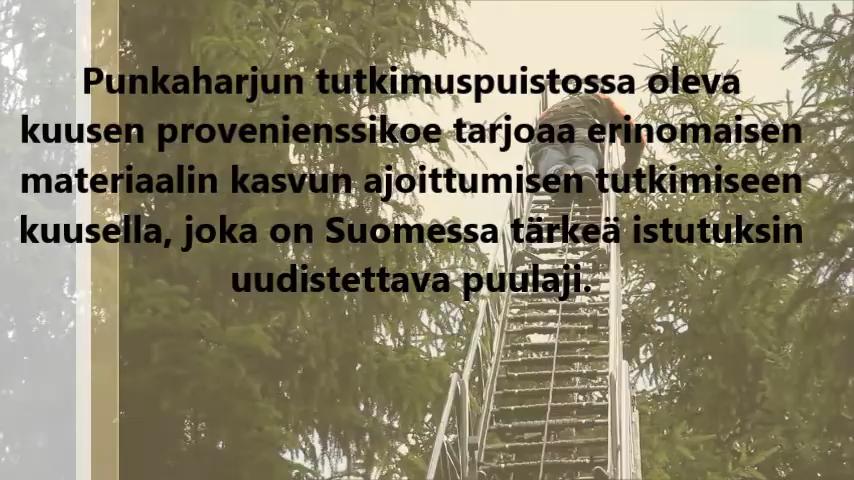 Punkaharjun tutkimuspuistossa oleva
kuusen provenienssikoe tarjoaa erinomaisen
materiaalin kasvun ajoittumisen tutkimiseen
kuusella, joka on Suomessa tärkeä istutuksin
uudistettava puulaji.